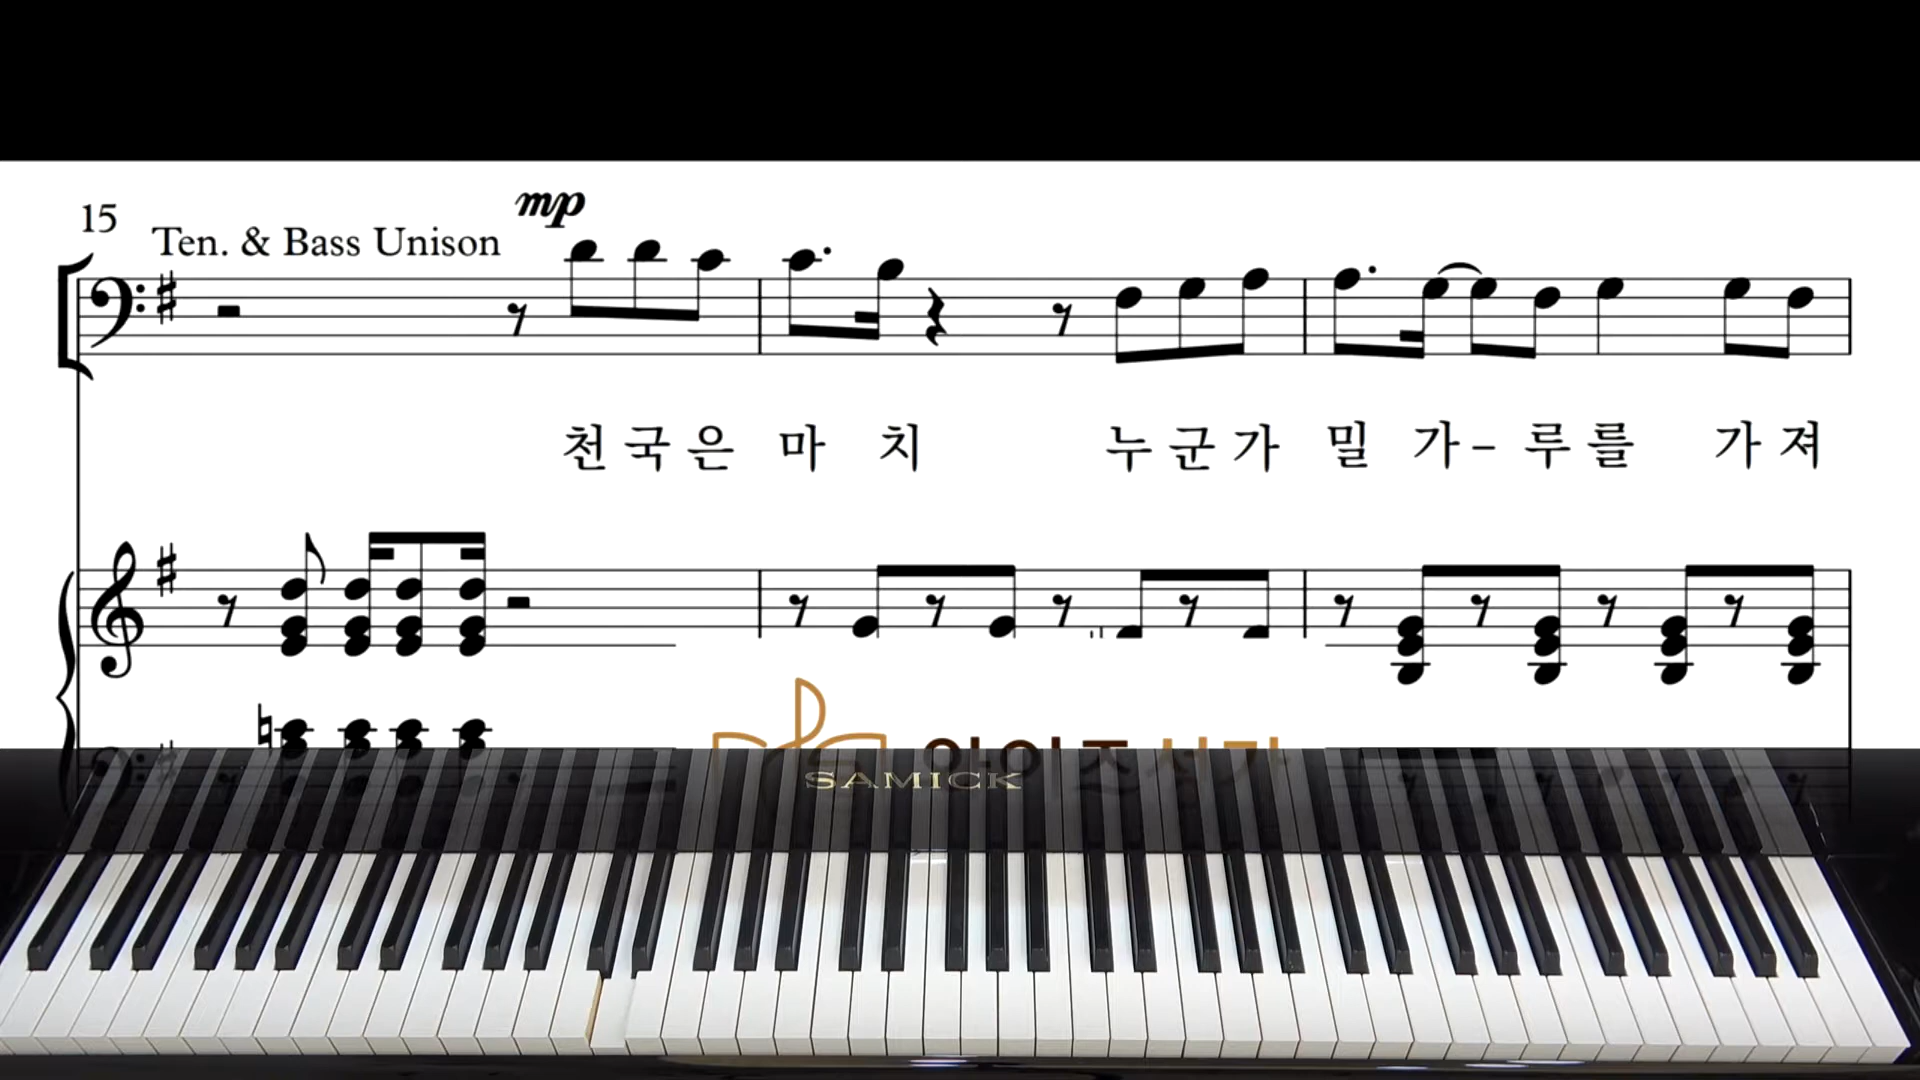 15
mp
Ten. & Bass Unison
천국은 마 치 누군가 밀 가-루를 가져
SAMICK